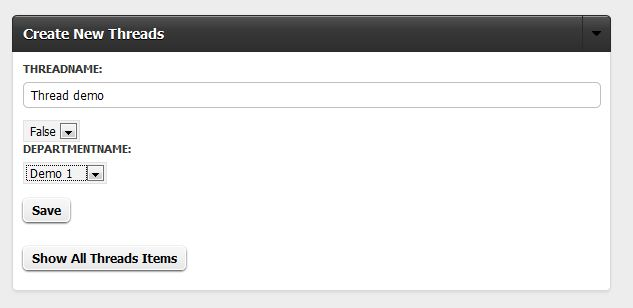 Create New Threads
THREADNAME:
Thread demo
False
DEPARTMENTNAME:
Demo 1
Save
Show All Threads Items